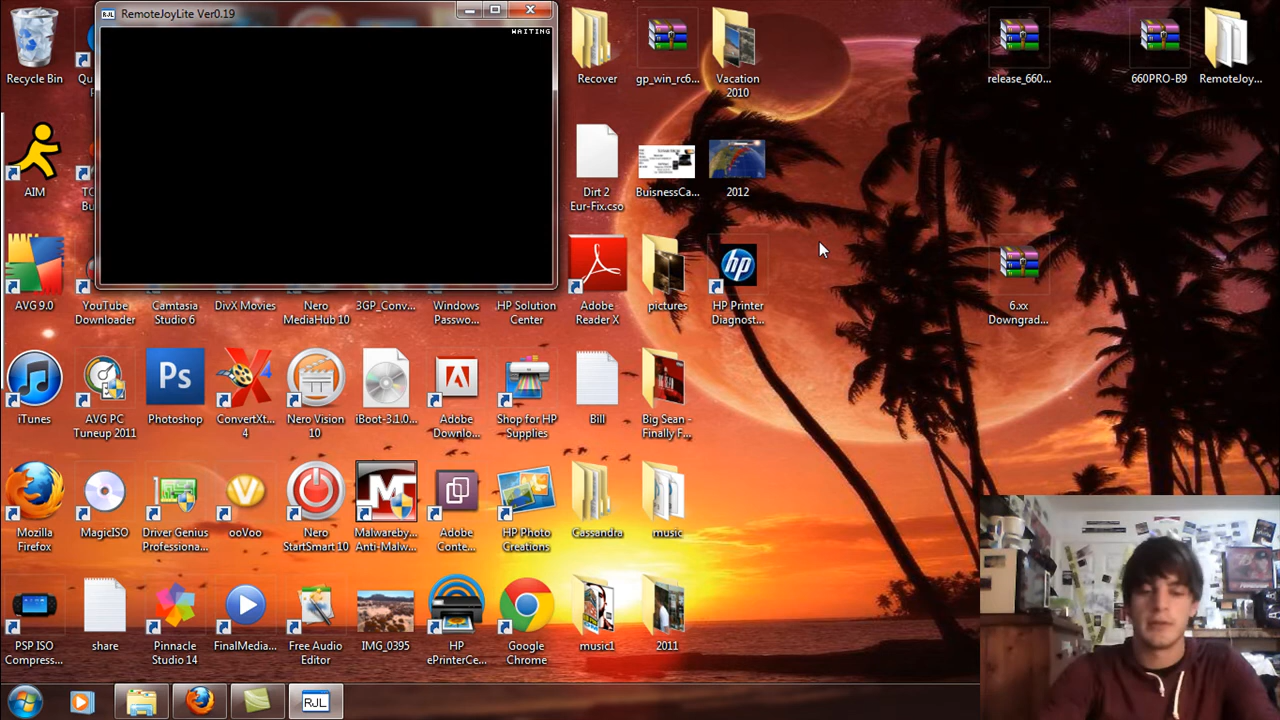 RemoteJoyLite Ver0.19
WAITING
Recycle Bin
Qu
Recover
gp_win_rc6...
Vacation
2010
release_660...
660PRO-B9
RemoteJoy...
AIM
TC
Bu
Dirt 2
Eur-Fix.cso
BuisnessCa...
2012
AVG 9.0
YouTube
Downloader
Camtasia
Studio 6
DivX Movies
Nero
MediaHub 10
3GP_Conv...
Windows
Passwo...
HP Solution
Center
Adobe
Reader X
pictures
HP Printer
Diagnost...
6.xx
Downgrad...
iTunes
AVG PC
Tuneup 2011
Ps
Photoshop
ConvertXt...
4
Nero Vision
10
iBoot-3.1.0...
Adobe
Downlo...
Shop for HP
Supplies
Bill
Big Sean -
Finally F...
Mozilla
Firefox
MagicISO
Driver Genius
Professiona...
ooVoo
Nero
StartSmart 10
Malwareby...
Anti-Malw...
Adobe
Conte...
HP Photo
Creations
Cassandra
music
PSP ISO
Compress...
share
Pinnacle
Studio 14
FinalMedia...
Free Audio
Editor
IMG_0395
HP
ePrinterCe...
Google
Chrome
music1
2011
RJL